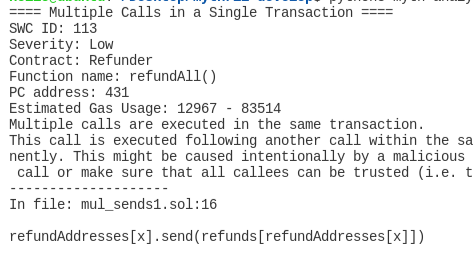 ==== Multiple Calls in a Single Transaction ====
SWC ID: 113
Severity: Low
Contract: Refunder
Function name: refundAll()
PC address: 431
Estimated Gas Usage: 12967 - 83514
Multiple calls are executed in the same transaction.
This call is executed following another call within the sa
nently. This might be caused intentionally by a malicious
call or make sure that all callees can be trusted (i.e. t
--------------------
In file: mul_sends1.sol:16
refundAddresses[x].send(refunds[refundAddresses[x]])